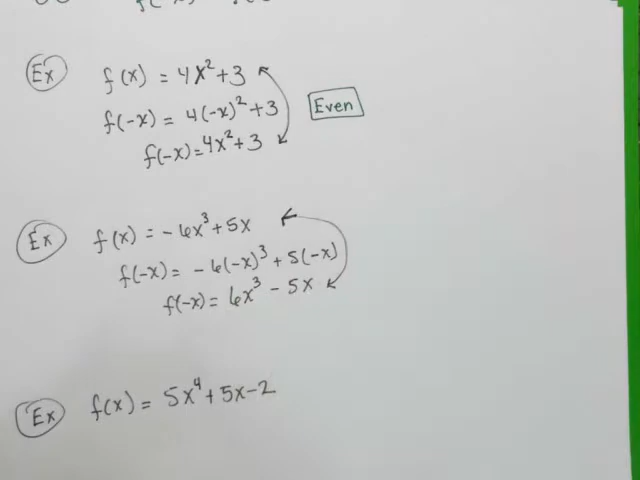 Ex f(x) = 4x² + 3
f(-x) = 4(-x)² + 3 Even
f(-x) = 4x² + 3
Ex f(x) = -6x³ + 5x
f(-x) = -6(-x)³ + 5(-x)
f(-x) = 6x³ - 5x
Ex f(x) = 5x⁴ + 5x - 2